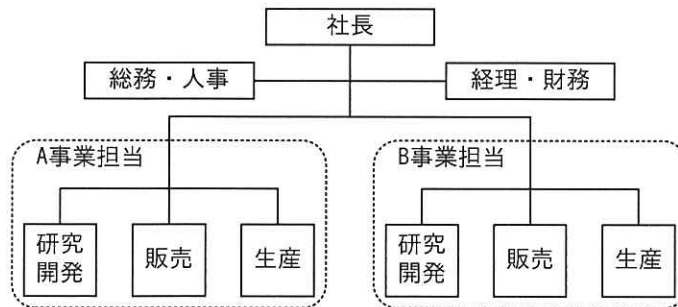 社長
総務・人事
経理・財務
A事業担当
B事業担当
研究
開発
販売
生産
研究
開発
販売
生産